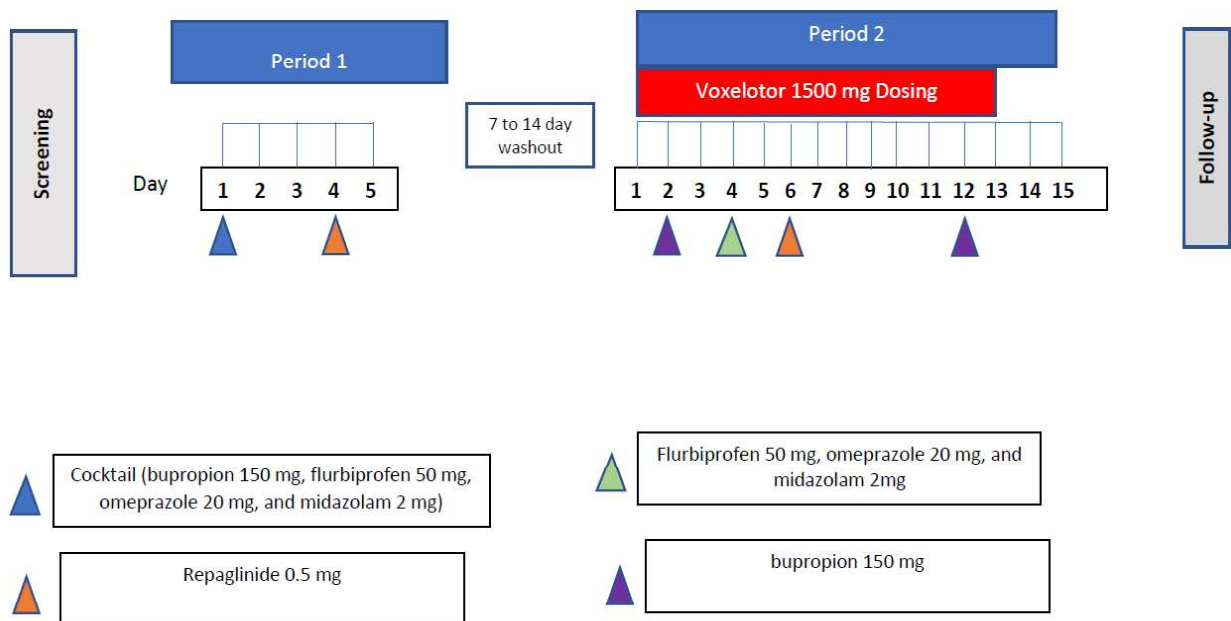 Screening
Period 1
7 to 14 day
washout
Period 2
Voxelotor 1500 mg Dosing
Follow-up
Day
1 2 3 4 5
1 2 3 4 5 6 7 8 9 10 11 12 13 14 15
Cocktail (bupropion 150 mg, flurbiprofen 50 mg,
omeprazole 20 mg, and midazolam 2 mg)
Flurbiprofen 50 mg, omeprazole 20 mg, and
midazolam 2mg
Repaglinide 0.5 mg
bupropion 150 mg